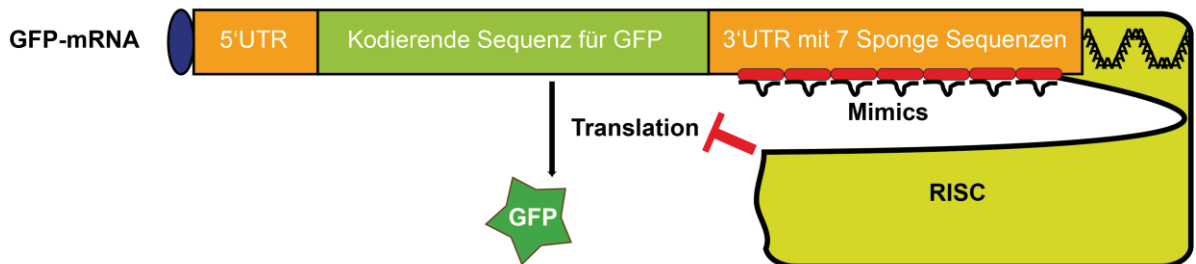 GFP-mRNA
5‘UTR
Kodierende Sequenz für GFP
3‘UTR mit 7 Sponge Sequenzen
Mimics
Translation
RISC
GFP